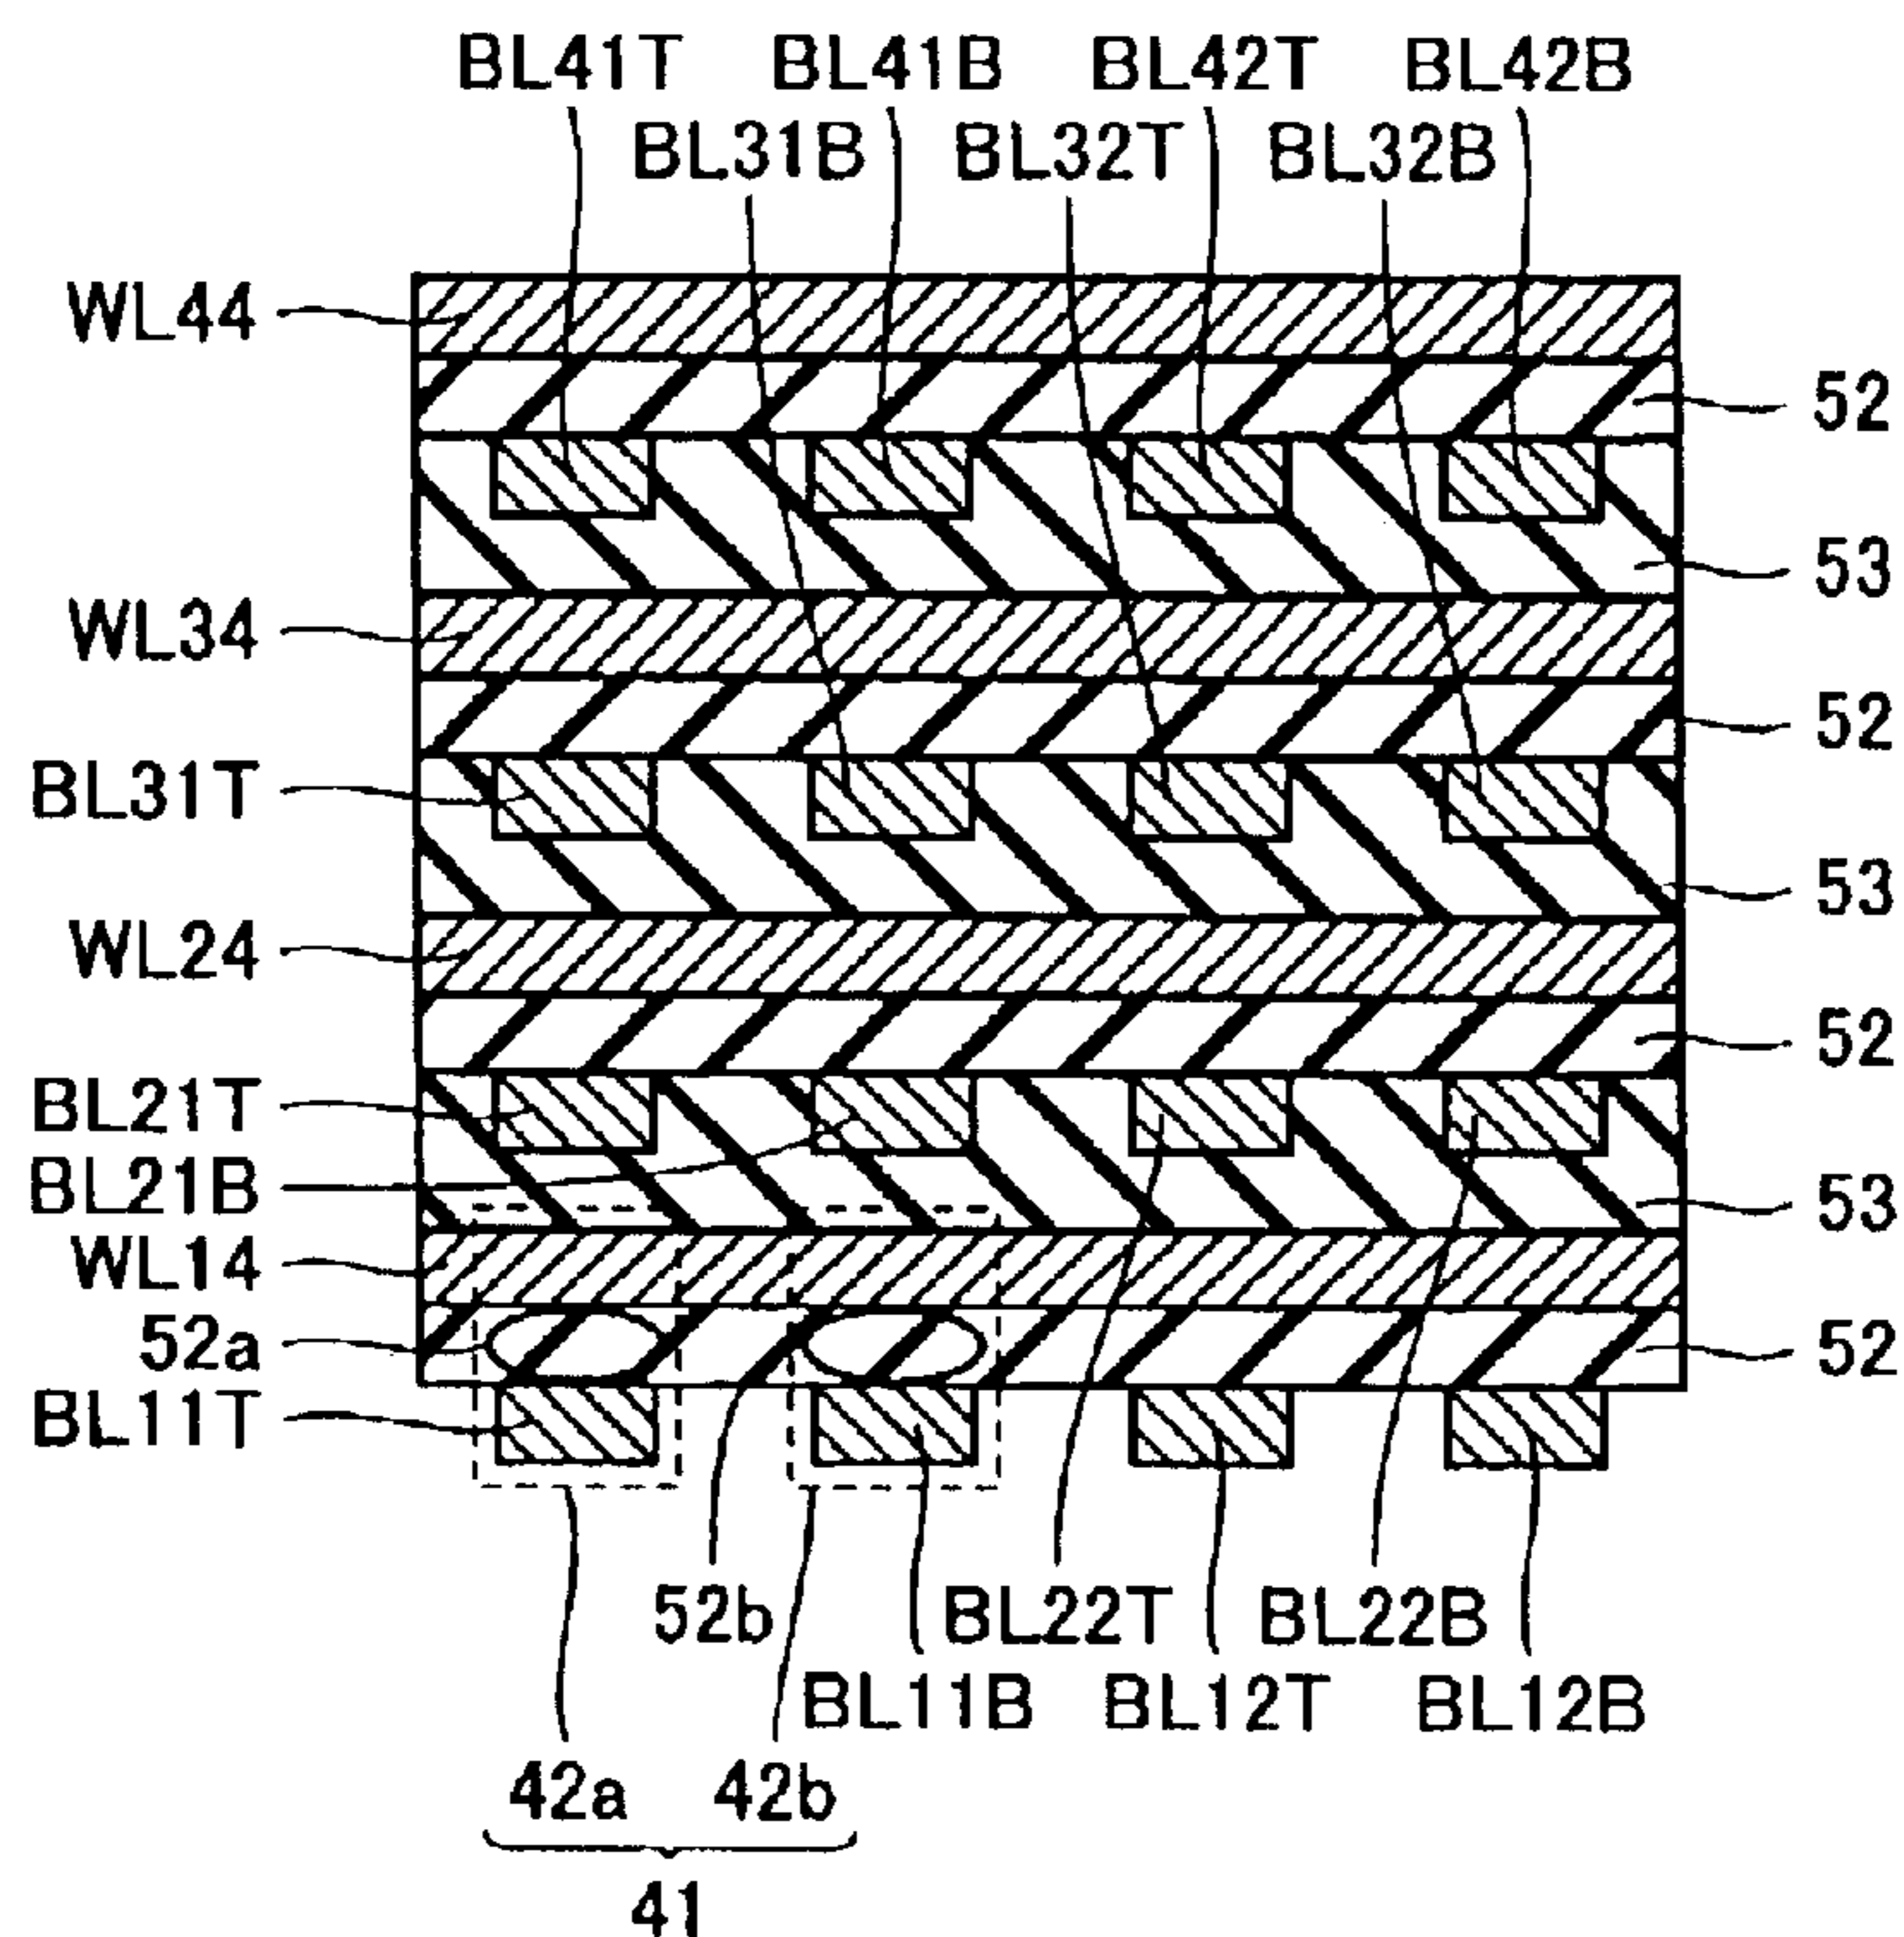 BL41T BL41B BL42T BL42B
BL31B BL32T BL32B
WL44
52
53
WL34
52
BL31T
53
WL24
52
BL21T
BL21B
53
WL14
52a
52
BL11T
52b BL22T BL22B
BL11B BL12T BL12B
42a 42b
41